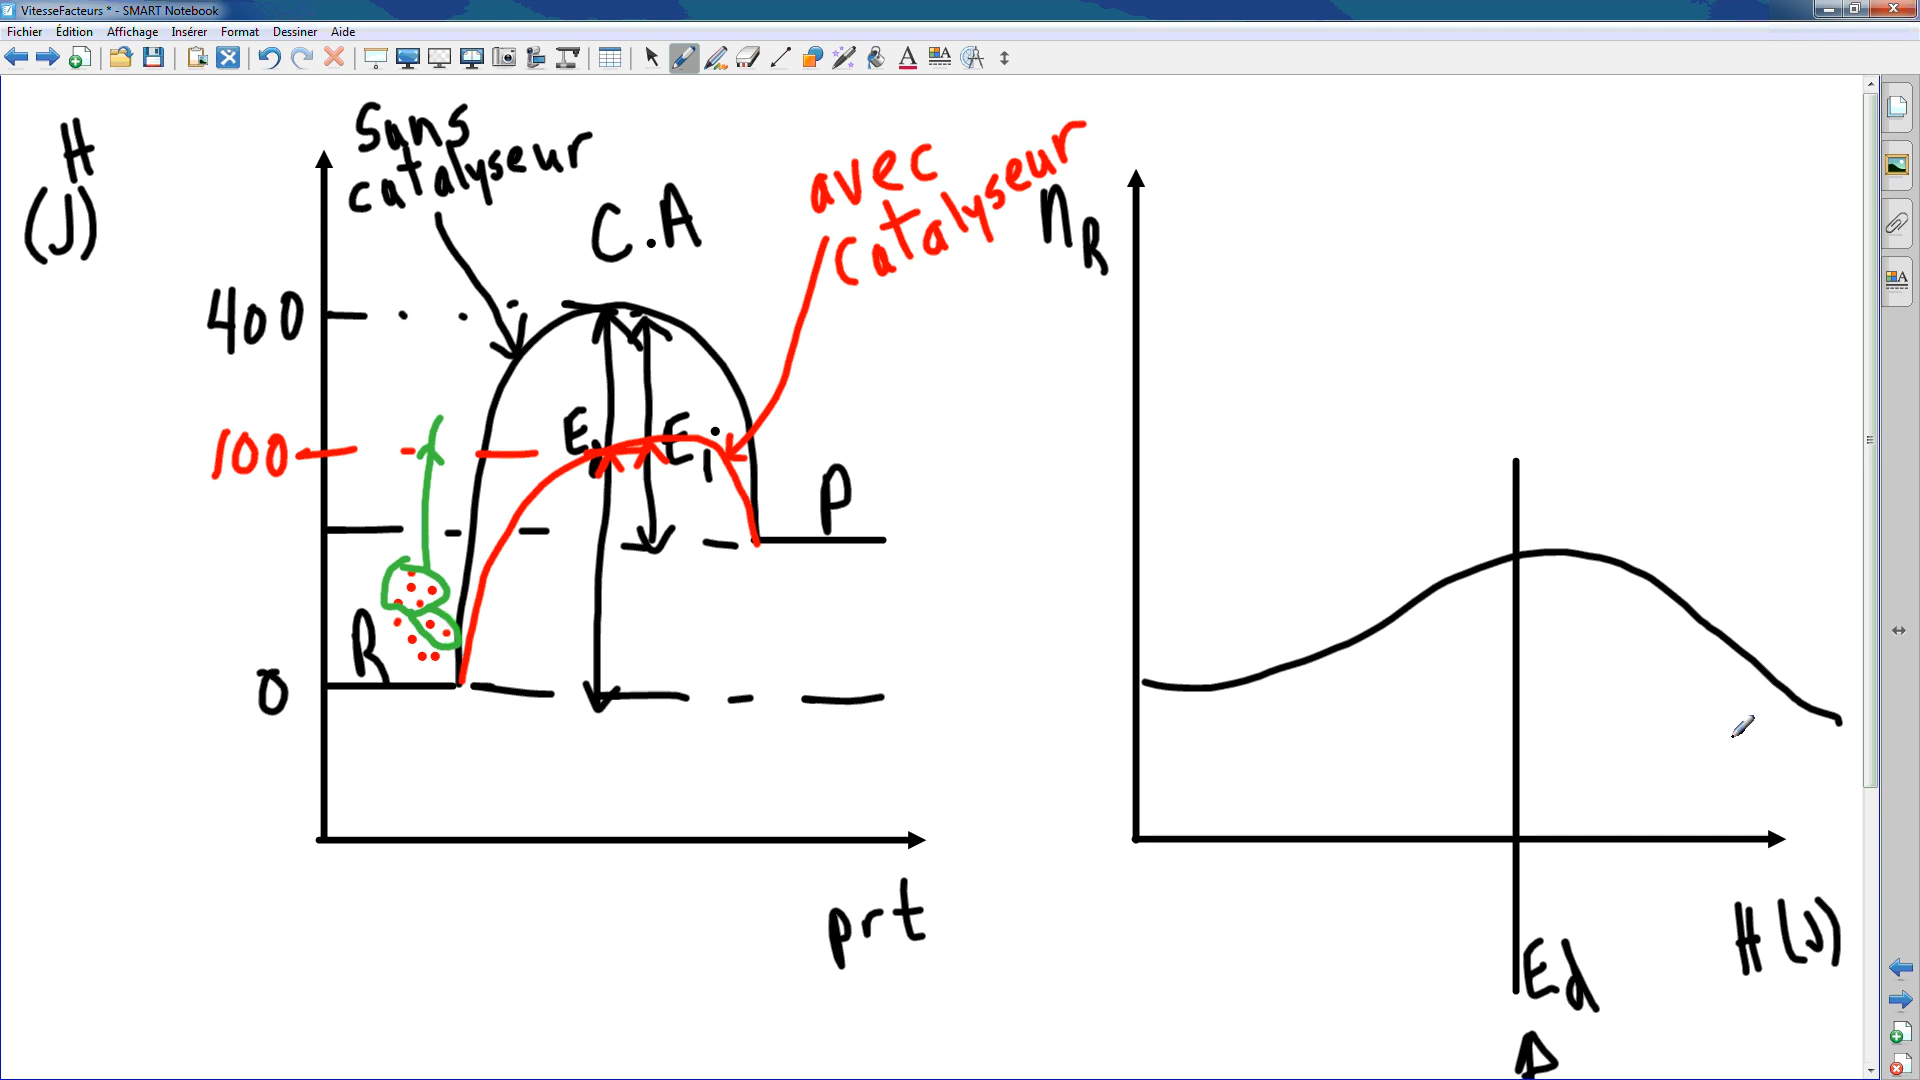 VitesseFacteurs * - SMART Notebook
Fichier Édition Affichage Insérer Format Dessiner Aide
H
(J)
Sans
catalyseur
C.A
avec
catalyseur
nR
400
100
E
Ei
P
R
0
prt
H (J)
Ed